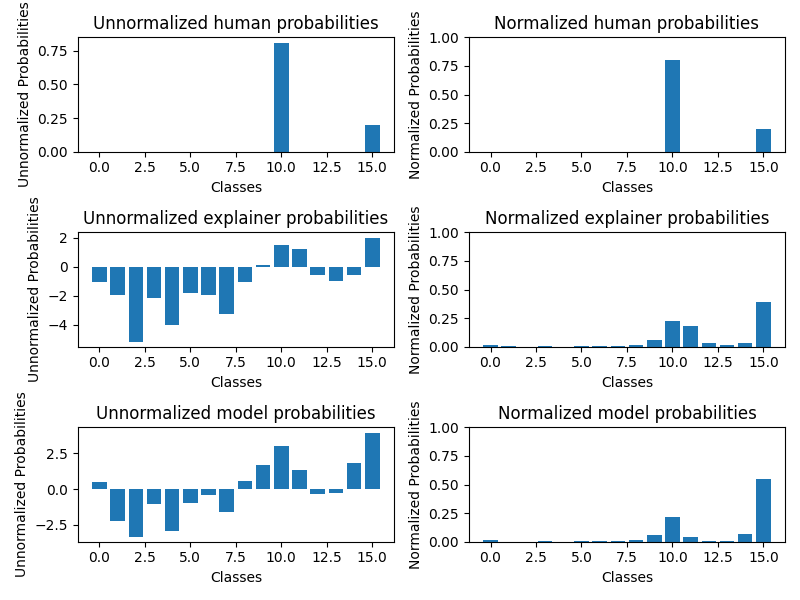 Unnormalized human probabilities
Unnormalized Probabilities
0.75
0.50
0.25
0.00
0.0 2.5 5.0 7.5 10.0 12.5 15.0
Classes
Normalized human probabilities
Normalized Probabilities
1.00
0.75
0.50
0.25
0.00
0.0 2.5 5.0 7.5 10.0 12.5 15.0
Classes
Unnormalized explainer probabilities
Unnormalized Probabilities
2
0
−2
−4
0.0 2.5 5.0 7.5 10.0 12.5 15.0
Classes
Normalized explainer probabilities
Normalized Probabilities
1.00
0.75
0.50
0.25
0.00
0.0 2.5 5.0 7.5 10.0 12.5 15.0
Classes
Unnormalized model probabilities
Unnormalized Probabilities
2.5
0.0
−2.5
0.0 2.5 5.0 7.5 10.0 12.5 15.0
Classes
Normalized model probabilities
Normalized Probabilities
1.00
0.75
0.50
0.25
0.00
0.0 2.5 5.0 7.5 10.0 12.5 15.0
Classes